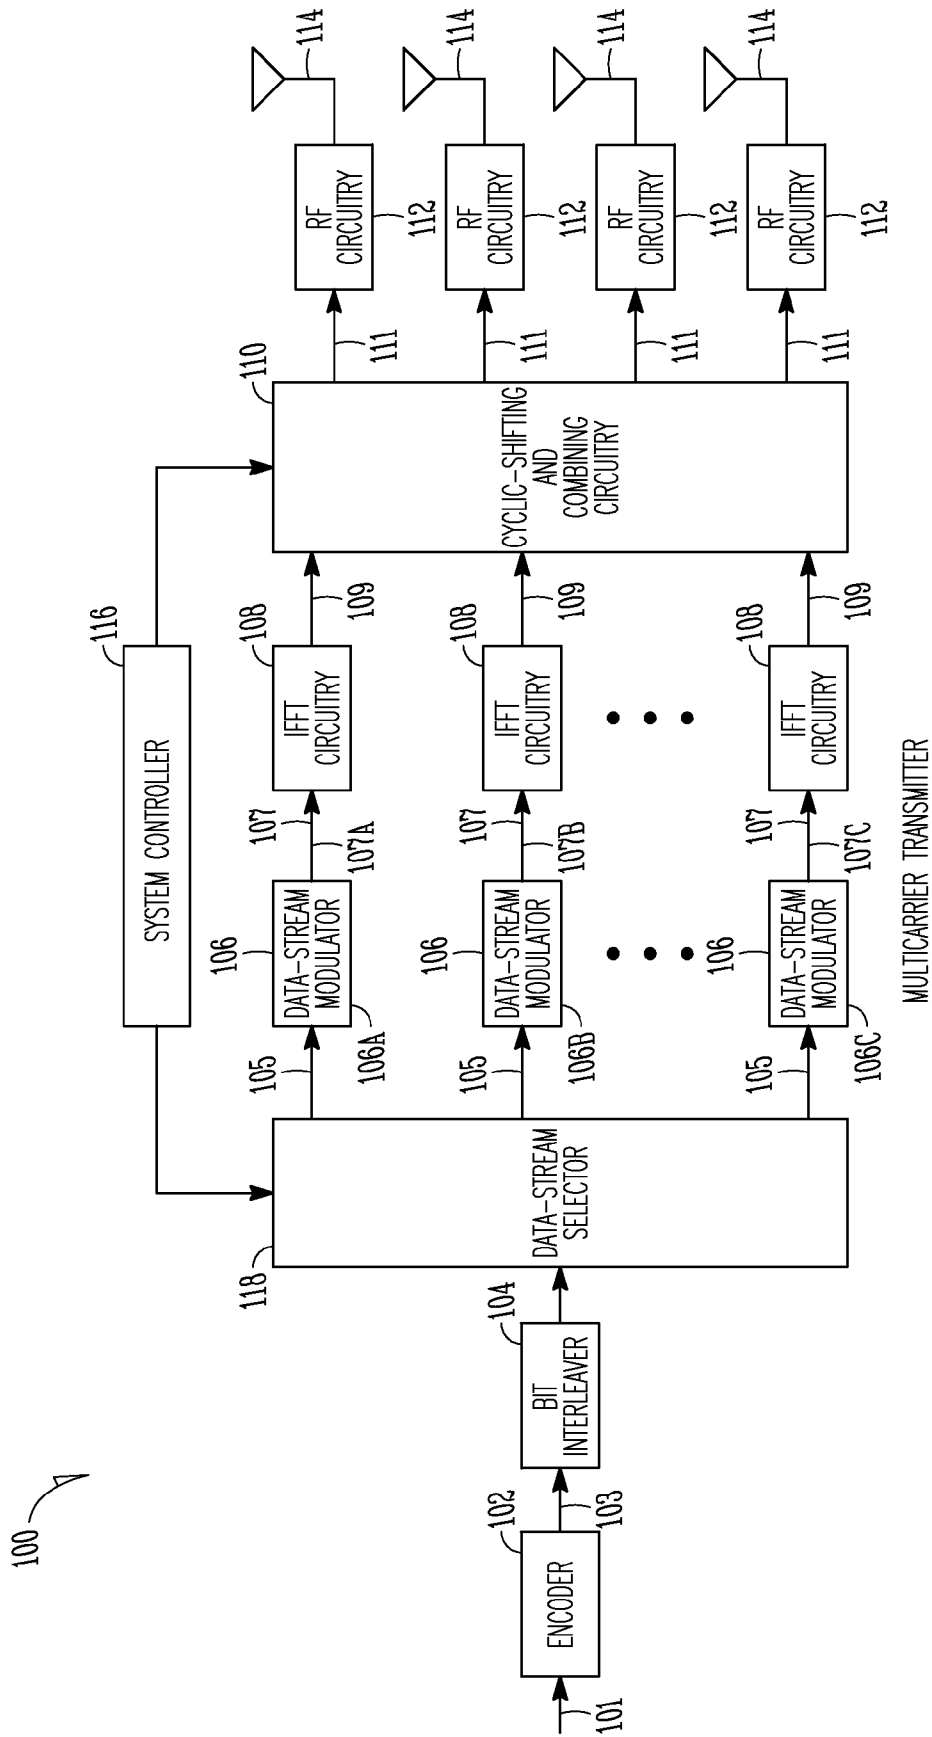 100
101
ENCODER
102
103
BIT
INTERLEAVER
104
118
DATA-STREAM
SELECTOR
SYSTEM CONTROLLER
116
105
106
DATA-STREAM
MODULATOR
106A
107
107A
108
IFFT
CIRCUITRY
109
105
106
DATA-STREAM
MODULATOR
106B
107
107B
108
IFFT
CIRCUITRY
109
105
106
DATA-STREAM
MODULATOR
106C
107
107C
108
IFFT
CIRCUITRY
109
110
CYCLIC-SHIFTING
AND
COMBINING
CIRCUITRY
111
RF
CIRCUITRY
112
114
111
RF
CIRCUITRY
112
114
111
RF
CIRCUITRY
112
114
111
RF
CIRCUITRY
112
114
MULTICARRIER TRANSMITTER